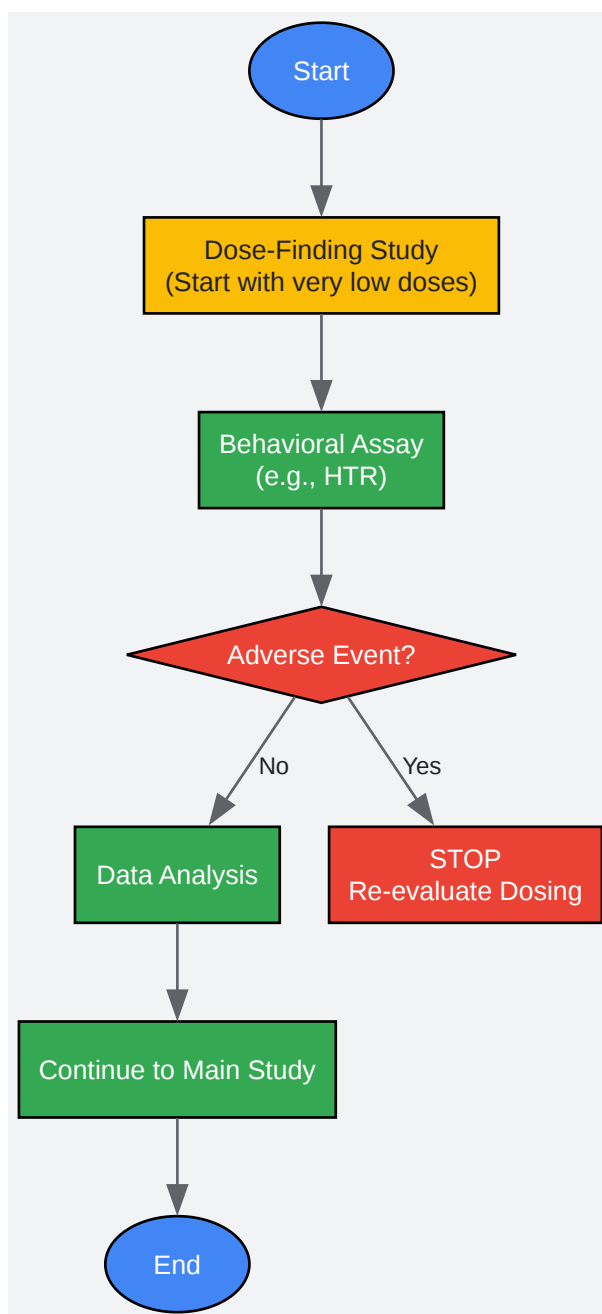 Start
Dose-Finding Study
(Start with very low doses)
Behavioral Assay
(e.g., HTR)
Adverse Event?
No
Yes
Data Analysis
STOP
Re-evaluate Dosing
Continue to Main Study
End